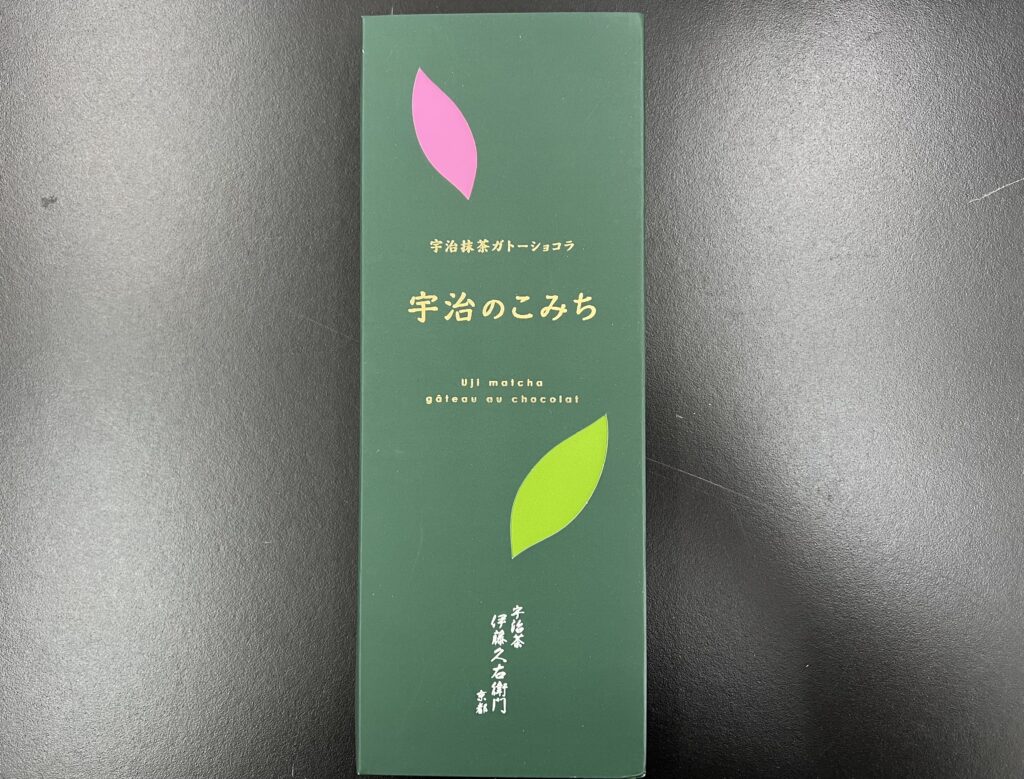 宇治抹茶ガトーショコラ
宇治のこみち
Uji matcha
gâteau au chocolat
宇治茶
伊藤久右衛門
京都